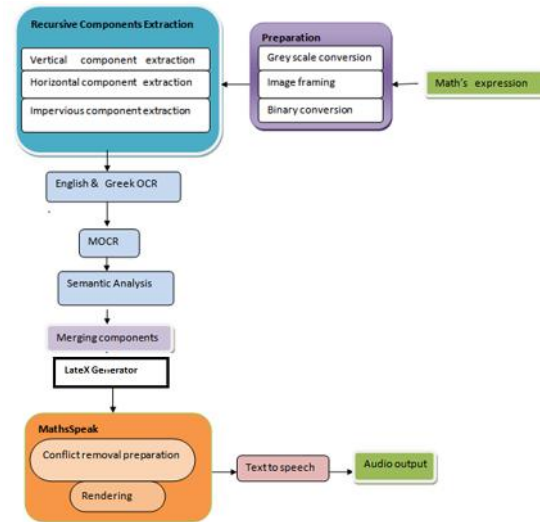 Recursive Components Extraction
Vertical component extraction
Horizontal component extraction
Impervious component extraction
Preparation
Grey scale conversion
Image framing
Binary conversion
Math's expression
English & Greek OCR
MOCR
Semantic Analysis
Merging components
LateX Generator
MathsSpeak
Conflict removal preparation
Rendering
Text to speech
Audio output